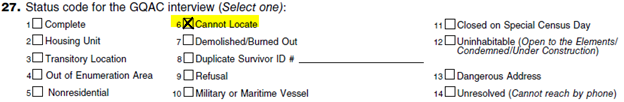 27. Status code for the GQAC interview (Select one):
1 Complete
2 Housing Unit
3 Transitory Location
4 Out of Enumeration Area
5 Nonresidential
6 Cannot Locate
7 Demolished/Burned Out
8 Duplicate Survivor ID #
9 Refusal
10 Military or Maritime Vessel
11 Closed on Special Census Day
12 Uninhabitable (Open to the Elements/
Condemned/Under Construction)
13 Dangerous Address
14 Unresolved (Cannot reach by phone)